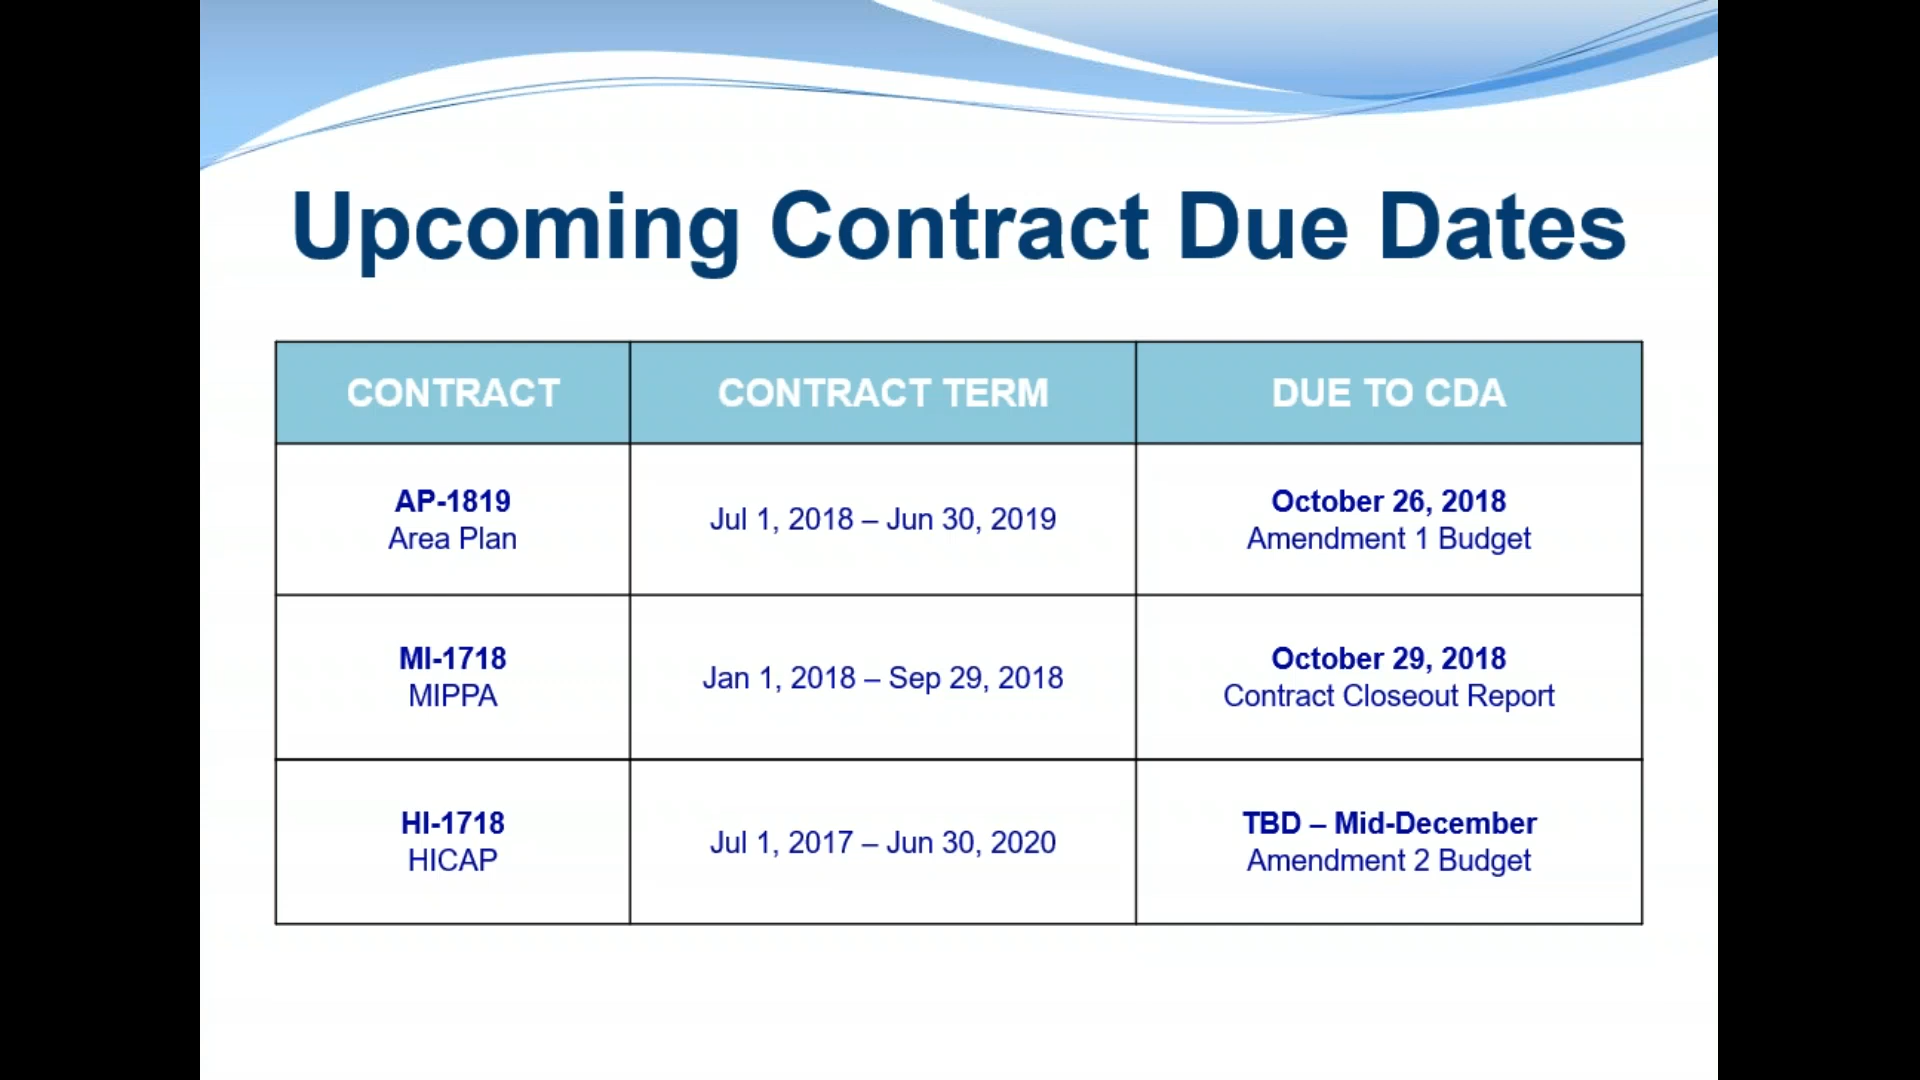 Upcoming Contract Due Dates
CONTRACT
CONTRACT TERM
DUE TO CDA
AP-1819
Area Plan
Jul 1, 2018 – Jun 30, 2019
October 26, 2018
Amendment 1 Budget
MI-1718
MIPPA
Jan 1, 2018 – Sep 29, 2018
October 29, 2018
Contract Closeout Report
HI-1718
HICAP
Jul 1, 2017 – Jun 30, 2020
TBD – Mid-December
Amendment 2 Budget